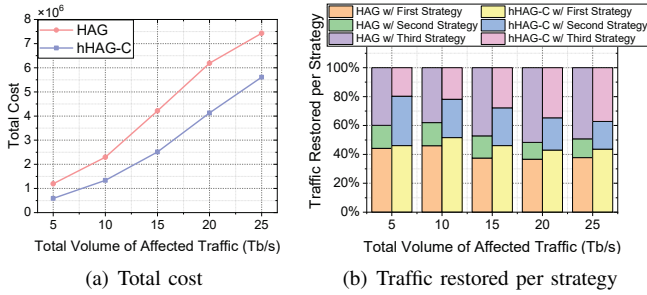 ×10⁶
8
7
6
5
4
3
2
1
0
Total Cost
HAG
hHAG-C
5 10 15 20 25
Total Volume of Affected Traffic (Tb/s)
(a) Total cost
HAG w/ First Strategy hHAG-C w/ First Strategy
HAG w/ Second Strategy hHAG-C w/ Second Strategy
HAG w/ Third Strategy hHAG-C w/ Third Strategy
Traffic Restored per Strategy
100%
80%
60%
40%
20%
0%
5 10 15 20 25
Total Volume of Affected Traffic (Tb/s)
(b) Traffic restored per strategy